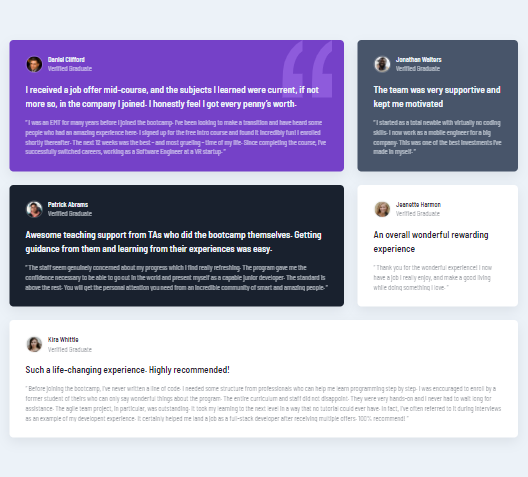 Daniel Clifford
Verified Graduate
I received a job offer mid-course, and the subjects I learned were current, if not
more so, in the company I joined. I honestly feel I got every penny's worth.
" I was an EMT for many years before I joined the bootcamp. I've been looking to make a transition and have heard some
people who had an amazing experience here. I signed up for the free intro course and found it incredibly fun! I enrolled
shortly thereafter. The next 12 weeks was the best - and most grueling - time of my life. Since completing the course, I've
successfully switched careers, working as a Software Engineer at a VR startup. "
Jonathan Walters
Verified Graduate
The team was very supportive and
kept me motivated
" I started as a total newbie with virtually no coding
skills. I now work as a mobile engineer for a big
company. This was one of the best investments I've
made in myself. "
Patrick Abrams
Verified Graduate
Awesome teaching support from TAs who did the bootcamp themselves. Getting
guidance from them and learning from their experiences was easy.
" The staff seem genuinely concerned about my progress which I find really refreshing. The program gave me the
confidence necessary to be able to go out in the world and present myself as a capable junior developer. The standard is
above the rest. You will get the personal attention you need from an incredible community of smart and amazing people. "
Jeanette Harmon
Verified Graduate
An overall wonderful rewarding
experience
" Thank you for the wonderful experience! I now
have a job I really enjoy, and make a good living
while doing something I love. "
Kira Whittle
Verified Graduate
Such a life-changing experience. Highly recommended!
" Before joining the bootcamp, I've never written a line of code. I needed some structure from professionals who can help me learn programming step by step. I was encouraged to enroll by a
former student of theirs who can only say wonderful things about the program. The entire curriculum and staff did not disappoint. They were very hands-on and I never had to wait long for
assistance. The agile team project, in particular, was outstanding. It took my learning to the next level in a way that no tutorial could ever have. In fact, I've often referred to it during interviews
as an example of my developent experience. It certainly helped me land a job as a full-stack developer after receiving multiple offers. 100% recommend! "